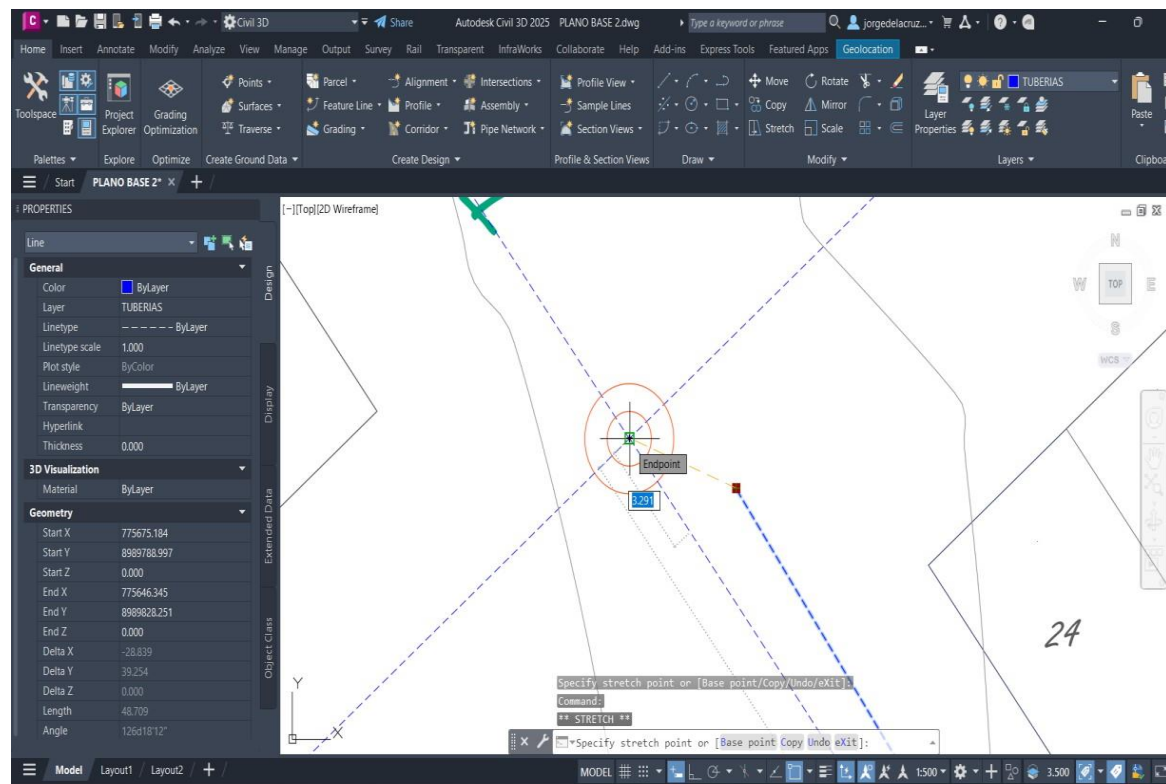 C
Civil 3D
Share
Autodesk Civil 3D 2025 PLANO BASE 2.dwg
Type a keyword or phrase
jorgedelacruz...
Home Insert Annotate Modify Analyze View Manage Output Survey Rail Transparent InfraWorks Collaborate Help Add-ins Express Tools Featured Apps Geolocation
Toolspace
Project Explorer
Grading Optimization
Points
Surfaces
Traverse
Parcel
Feature Line
Grading
Alignment
Profile
Corridor
Intersections
Assembly
Pipe Network
Profile View
Sample Lines
Section Views
Move
Copy
Stretch
Rotate
Mirror
Scale
Layer Properties
TUBERIAS
Paste
Palettes Explore Optimize Create Ground Data Create Design Profile & Section Views Draw Modify Layers Clipboa
Start PLANO BASE 2*
PROPERTIES
Line
General
Color ByLayer
Layer TUBERIAS
Linetype ByLayer
Linetype scale 1.000
Plot style ByColor
Lineweight ByLayer
Transparency ByLayer
Hyperlink
Thickness 0.000
3D Visualization
Material ByLayer
Geometry
Start X 775675.184
Start Y 8989788.997
Start Z 0.000
End X 775646.345
End Y 8989828.251
End Z 0.000
Delta X -28.839
Delta Y 39.254
Delta Z 0.000
Length 48.709
Angle 126d18'12"
Design
Display
Extended Data
Object Class
[−][Top][2D Wireframe]
N
W TOP E
S
WCS
Endpoint
3.291
24
Y
X
Specify stretch point or [Base point/Copy/Undo/eXit]:
Command:
** STRETCH **
Specify stretch point or [Base point Copy Undo eXit]:
Model Layout1 Layout2 +
MODEL 1:500 3.500